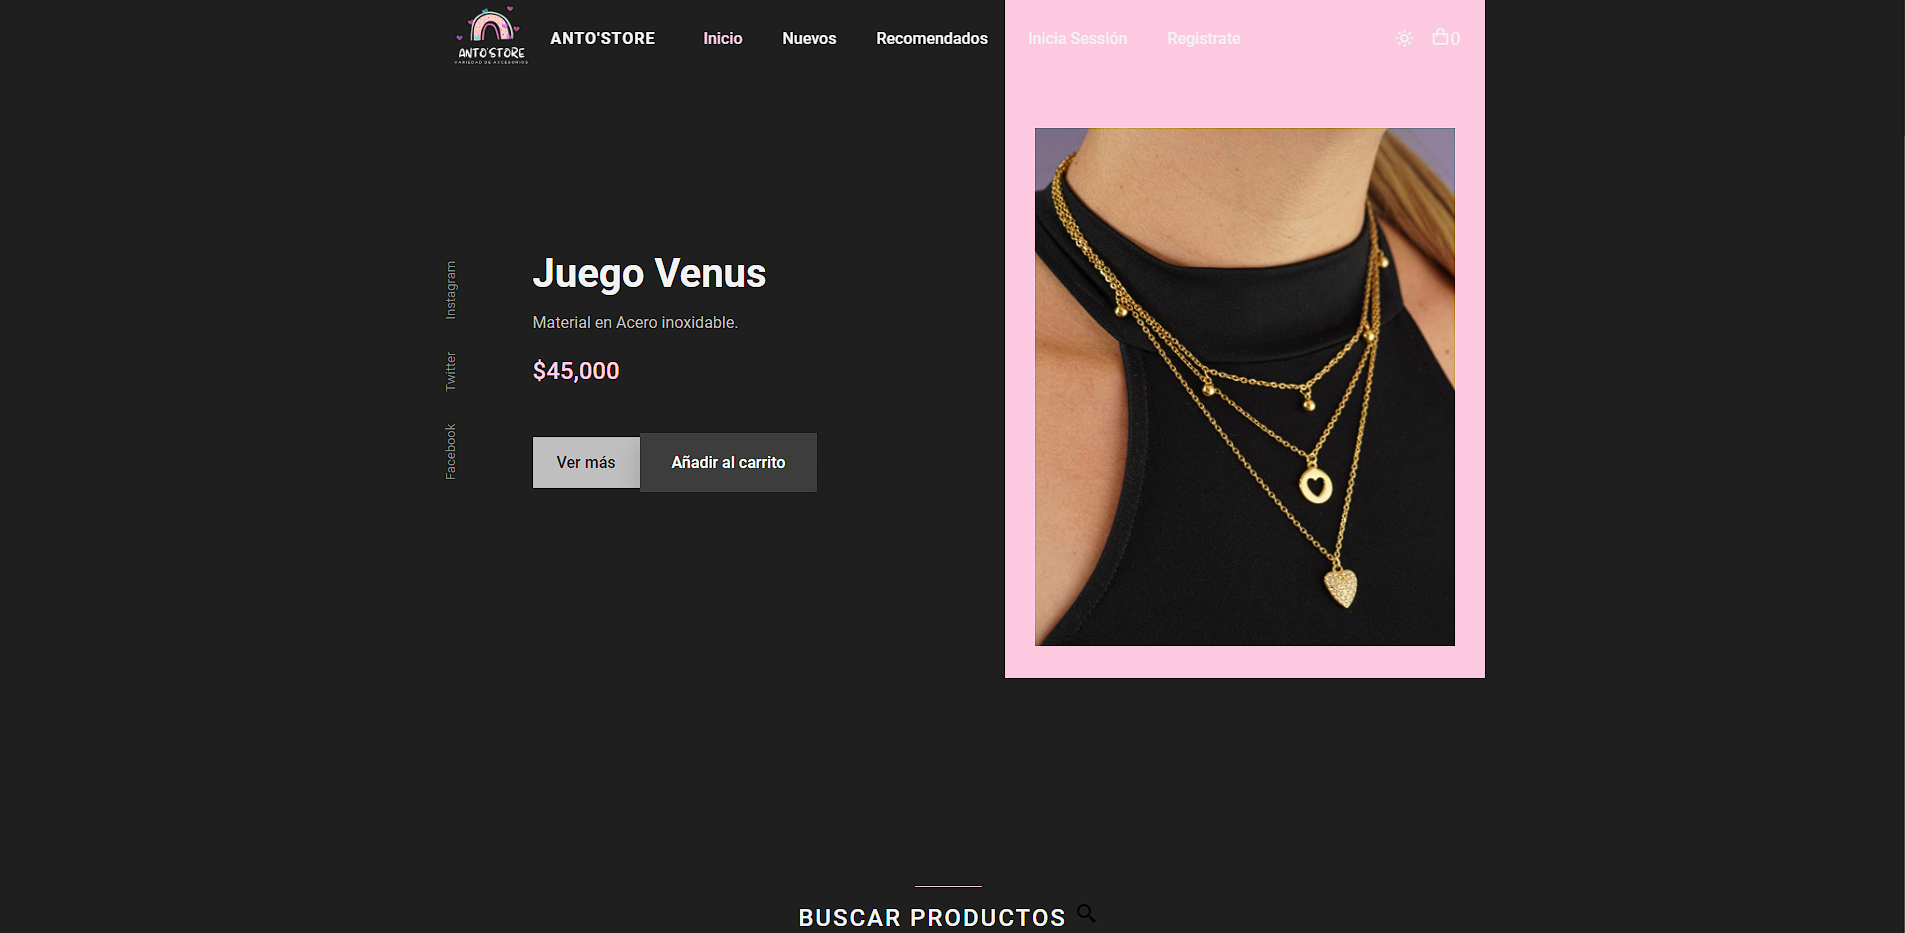 ANTO'STORE
VARIEDAD DE ACCESORIOS
ANTO'STORE Inicio Nuevos Recomendados Inicia Sessión Registrate 0
Instagram
Twitter
Facebook
Juego Venus
Material en Acero inoxidable.
$45,000
Ver más Añadir al carrito
BUSCAR PRODUCTOS